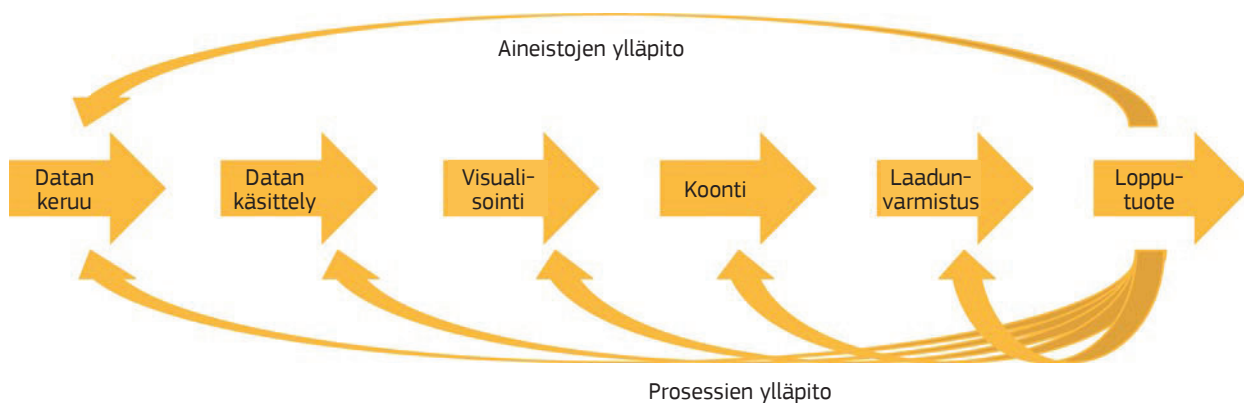 Aineistojen ylläpito
Datan
keruu
Datan
käsittely
Visuali-
sointi
Koonti
Laadun-
varmistus
Loppu-
tuote
Prosessien ylläpito